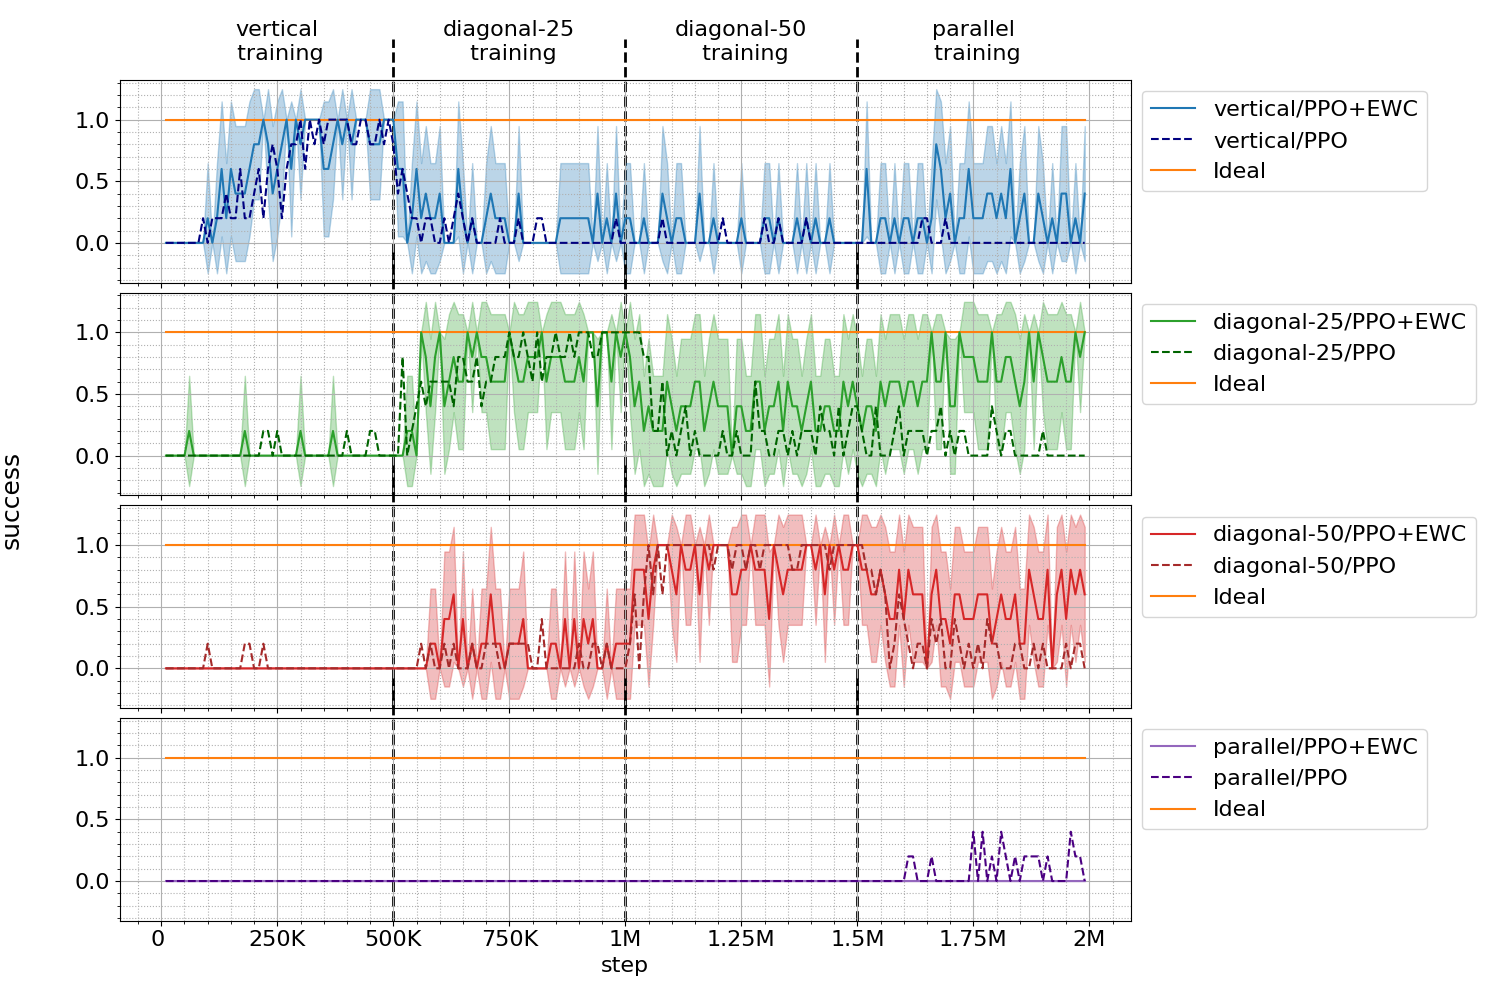 vertical
training
diagonal-25
training
diagonal-50
training
parallel
training
1.0
0.5
0.0
vertical/PPO+EWC
vertical/PPO
Ideal
1.0
0.5
0.0
diagonal-25/PPO+EWC
diagonal-25/PPO
Ideal
success
1.0
0.5
0.0
diagonal-50/PPO+EWC
diagonal-50/PPO
Ideal
1.0
0.5
0.0
parallel/PPO+EWC
parallel/PPO
Ideal
0 250K 500K 750K 1M 1.25M 1.5M 1.75M 2M
step